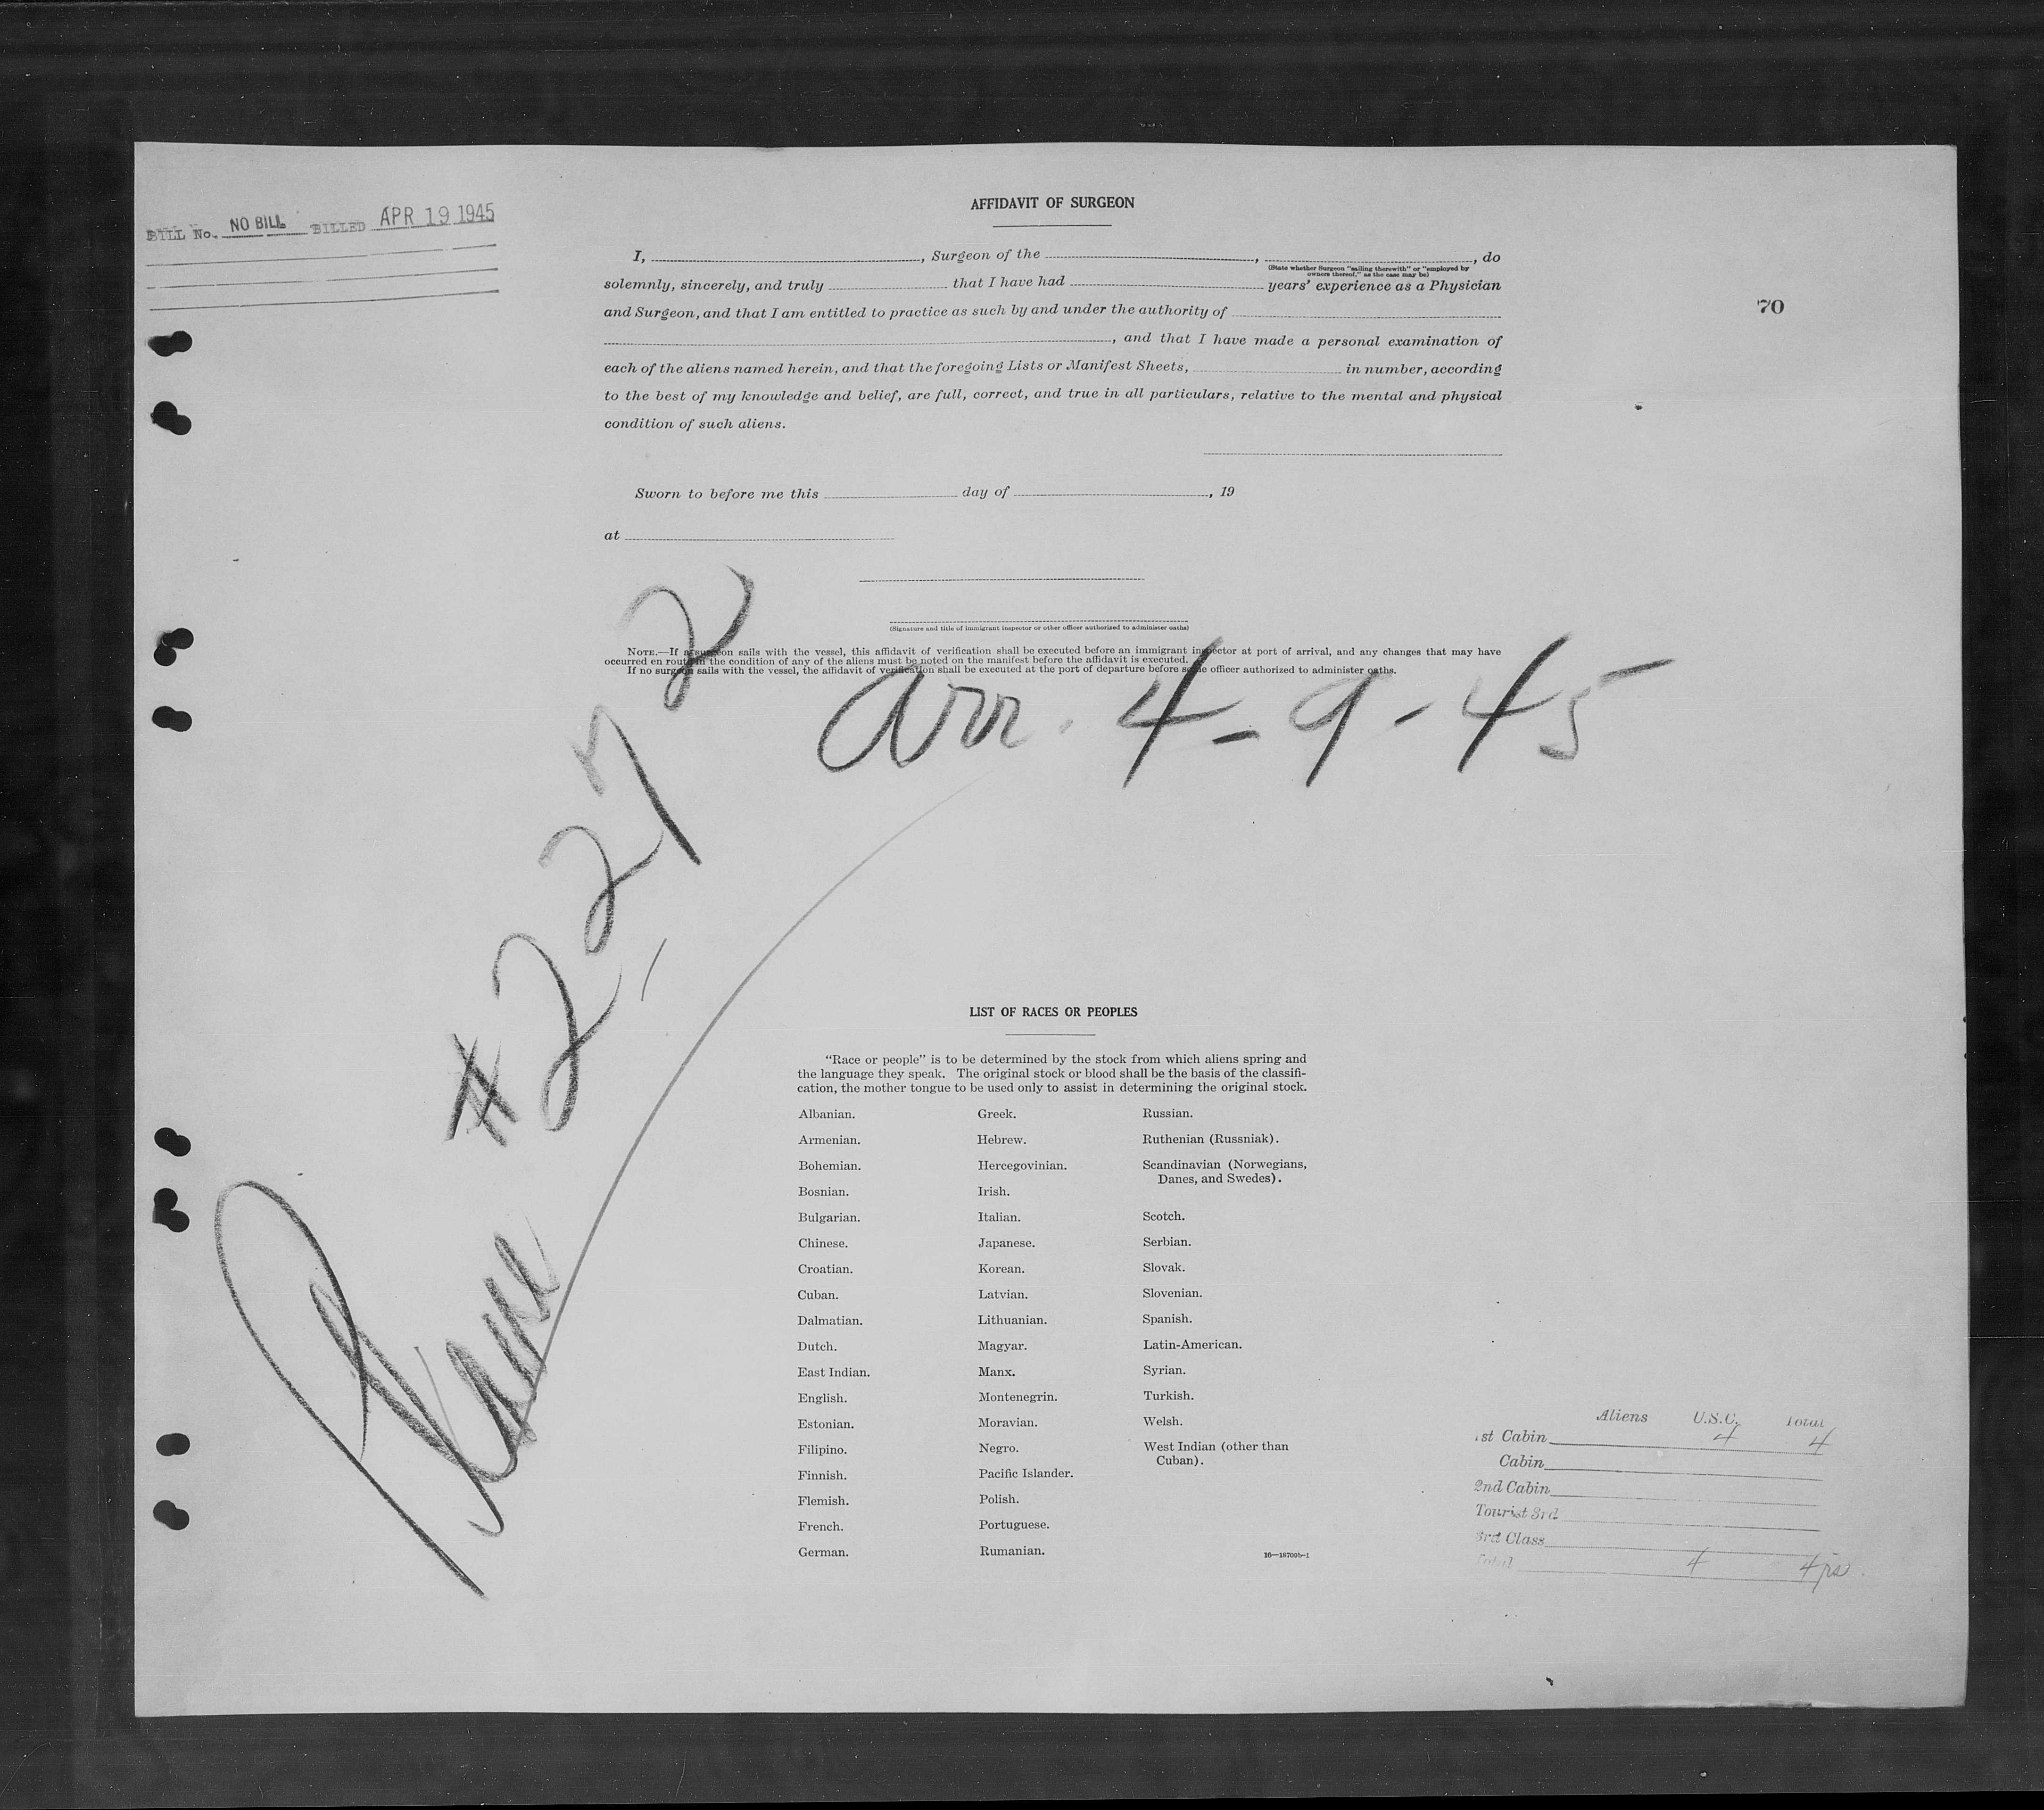 BILL No. NO BILL BILLED APR 19 1945
AFFIDAVIT OF SURGEON
I, , Surgeon of the , , do
(State whether Surgeon "sailing therewith" or "employed by
owners thereof," as the case may be)
solemnly, sincerely, and truly that I have had years' experience as a Physician
70
and Surgeon, and that I am entitled to practice as such by and under the authority of
, and that I have made a personal examination of
each of the aliens named herein, and that the foregoing Lists or Manifest Sheets, in number, according
to the best of my knowledge and belief, are full, correct, and true in all particulars, relative to the mental and physical
condition of such aliens.
Sworn to before me this day of , 19
at
(Signature and title of immigrant inspector or other officer authorized to administer oaths)
NOTE.—If a surgeon sails with the vessel, this affidavit of verification shall be executed before an immigrant inspector at port of arrival, and any changes that may have
occurred en route in the condition of any of the aliens must be noted on the manifest before the affidavit is executed.
If no surgeon sails with the vessel, the affidavit of verification shall be executed at the port of departure before some officer authorized to administer oaths.
Arr. 4-9-45
Plane #2272
LIST OF RACES OR PEOPLES
"Race or people" is to be determined by the stock from which aliens spring and
the language they speak. The original stock or blood shall be the basis of the classifi-
cation, the mother tongue to be used only to assist in determining the original stock.
Albanian. Greek. Russian.
Armenian. Hebrew. Ruthenian (Russniak).
Bohemian. Hercegovinian. Scandinavian (Norwegians,
Danes, and Swedes).
Bosnian. Irish.
Bulgarian. Italian. Scotch.
Chinese. Japanese. Serbian.
Croatian. Korean. Slovak.
Cuban. Latvian. Slovenian.
Dalmatian. Lithuanian. Spanish.
Dutch. Magyar. Latin-American.
East Indian. Manx. Syrian.
English. Montenegrin. Turkish.
Estonian. Moravian. Welsh.
Filipino. Negro. West Indian (other than
Cuban).
Finnish. Pacific Islander.
Flemish. Polish.
French. Portuguese.
German. Rumanian. 16—18709b-1
Aliens U.S.C. Total
1st Cabin 4 4
Cabin
2nd Cabin
Tourist 3rd
3rd Class
Total 4 4